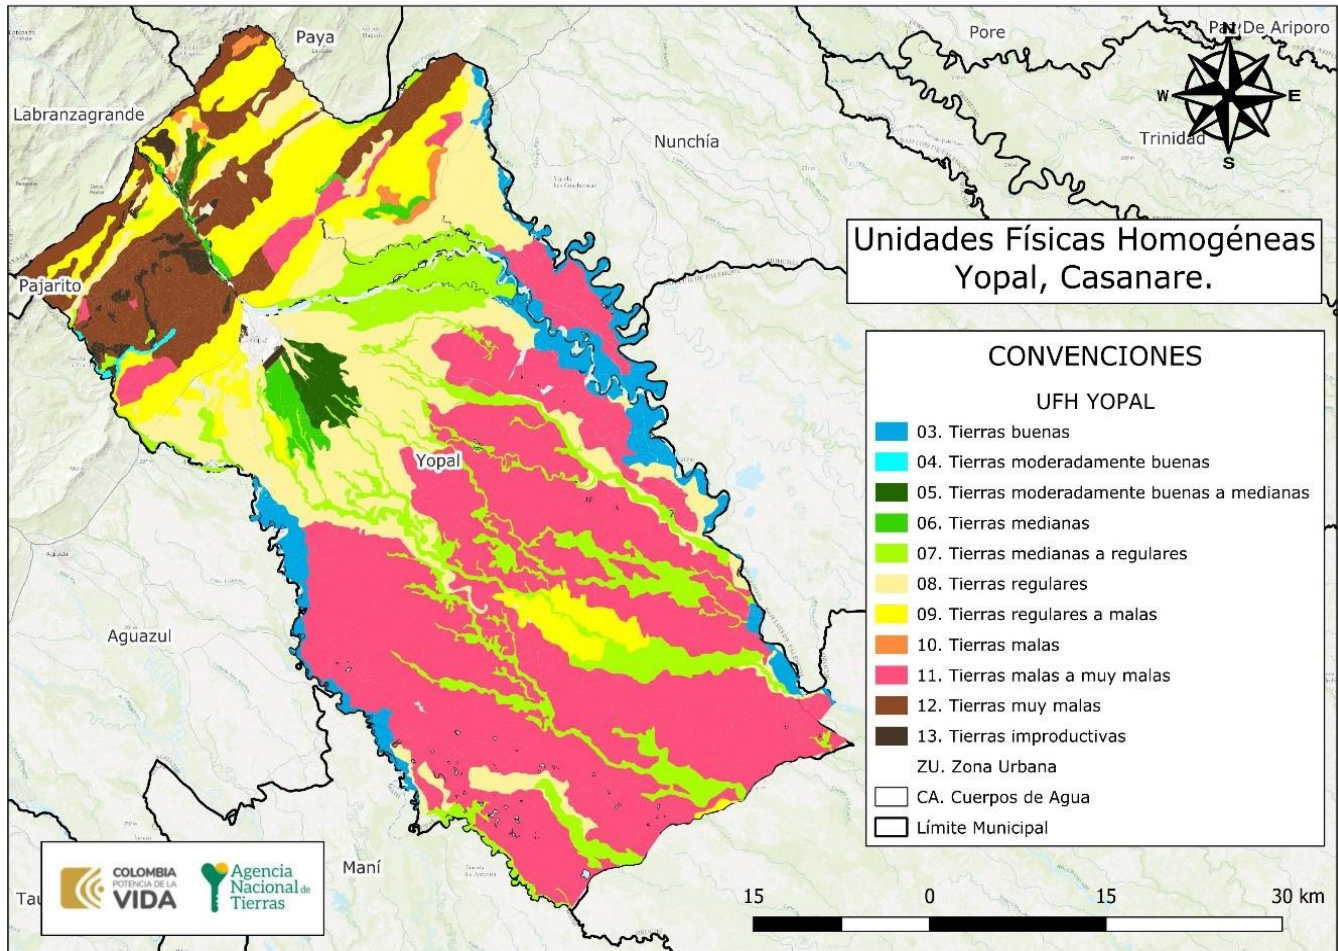 Paya
Pore
Paz De Ariporo
Labranzagrande
Nunchía
Trinidad
N
W
E
S
Unidades Físicas Homogéneas
Yopal, Casanare.
Pajarito
Yopal
Aguazul
Maní
Tau
CONVENCIONES
UFH YOPAL
03. Tierras buenas
04. Tierras moderadamente buenas
05. Tierras moderadamente buenas a medianas
06. Tierras medianas
07. Tierras medianas a regulares
08. Tierras regulares
09. Tierras regulares a malas
10. Tierras malas
11. Tierras malas a muy malas
12. Tierras muy malas
13. Tierras improductivas
ZU. Zona Urbana
CA. Cuerpos de Agua
Límite Municipal
COLOMBIA
POTENCIA DE LA
VIDA
Agencia
Nacional de
Tierras
15 0 15 30 km